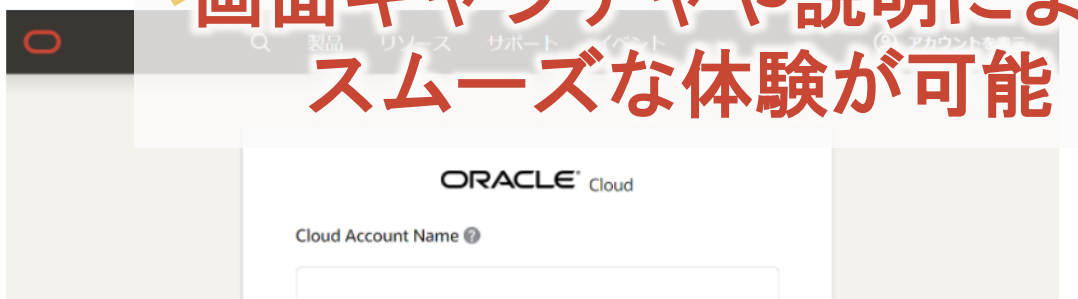 画面キャプチャや説明によ
製品 リソース サポート イベント アカウントを表示
スムーズな体験が可能
ORACLE Cloud
Cloud Account Name